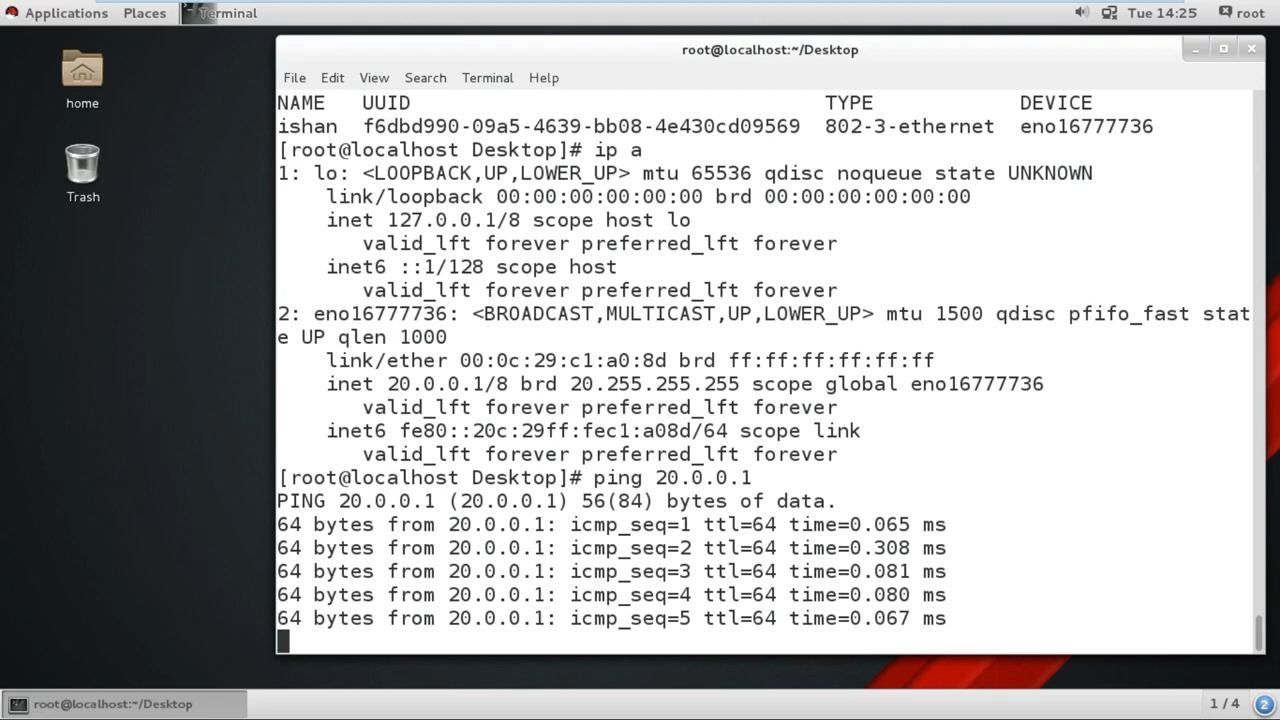 Applications Places Terminal Tue 14:25 root
home
Trash
root@localhost:~/Desktop
File Edit View Search Terminal Help
NAME UUID TYPE DEVICE
ishan f6dbd990-09a5-4639-bb08-4e430cd09569 802-3-ethernet eno16777736
[root@localhost Desktop]# ip a
1: lo: <LOOPBACK,UP,LOWER_UP> mtu 65536 qdisc noqueue state UNKNOWN
link/loopback 00:00:00:00:00:00 brd 00:00:00:00:00:00
inet 127.0.0.1/8 scope host lo
valid_lft forever preferred_lft forever
inet6 ::1/128 scope host
valid_lft forever preferred_lft forever
2: eno16777736: <BROADCAST,MULTICAST,UP,LOWER_UP> mtu 1500 qdisc pfifo_fast stat
e UP qlen 1000
link/ether 00:0c:29:c1:a0:8d brd ff:ff:ff:ff:ff:ff
inet 20.0.0.1/8 brd 20.255.255.255 scope global eno16777736
valid_lft forever preferred_lft forever
inet6 fe80::20c:29ff:fec1:a08d/64 scope link
valid_lft forever preferred_lft forever
[root@localhost Desktop]# ping 20.0.0.1
PING 20.0.0.1 (20.0.0.1) 56(84) bytes of data.
64 bytes from 20.0.0.1: icmp_seq=1 ttl=64 time=0.065 ms
64 bytes from 20.0.0.1: icmp_seq=2 ttl=64 time=0.308 ms
64 bytes from 20.0.0.1: icmp_seq=3 ttl=64 time=0.081 ms
64 bytes from 20.0.0.1: icmp_seq=4 ttl=64 time=0.080 ms
64 bytes from 20.0.0.1: icmp_seq=5 ttl=64 time=0.067 ms
root@localhost:~/Desktop 1 / 4 2